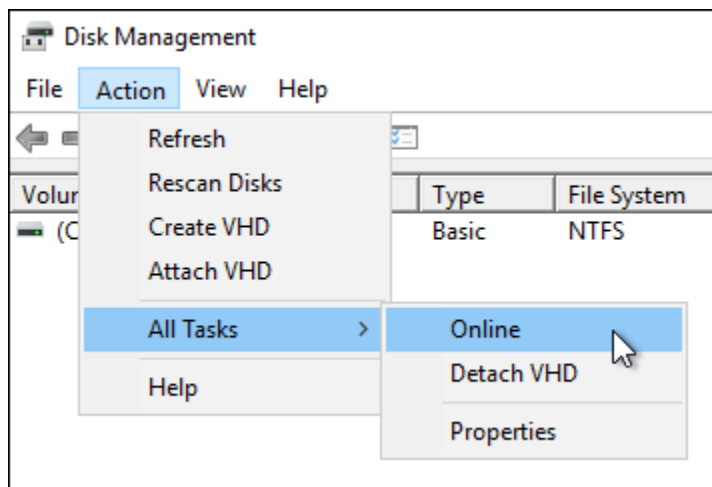 Disk Management
File Action View Help
Refresh
Rescan Disks
Create VHD
Attach VHD
All Tasks
Help
Type File System
Basic NTFS
Online
Detach VHD
Properties